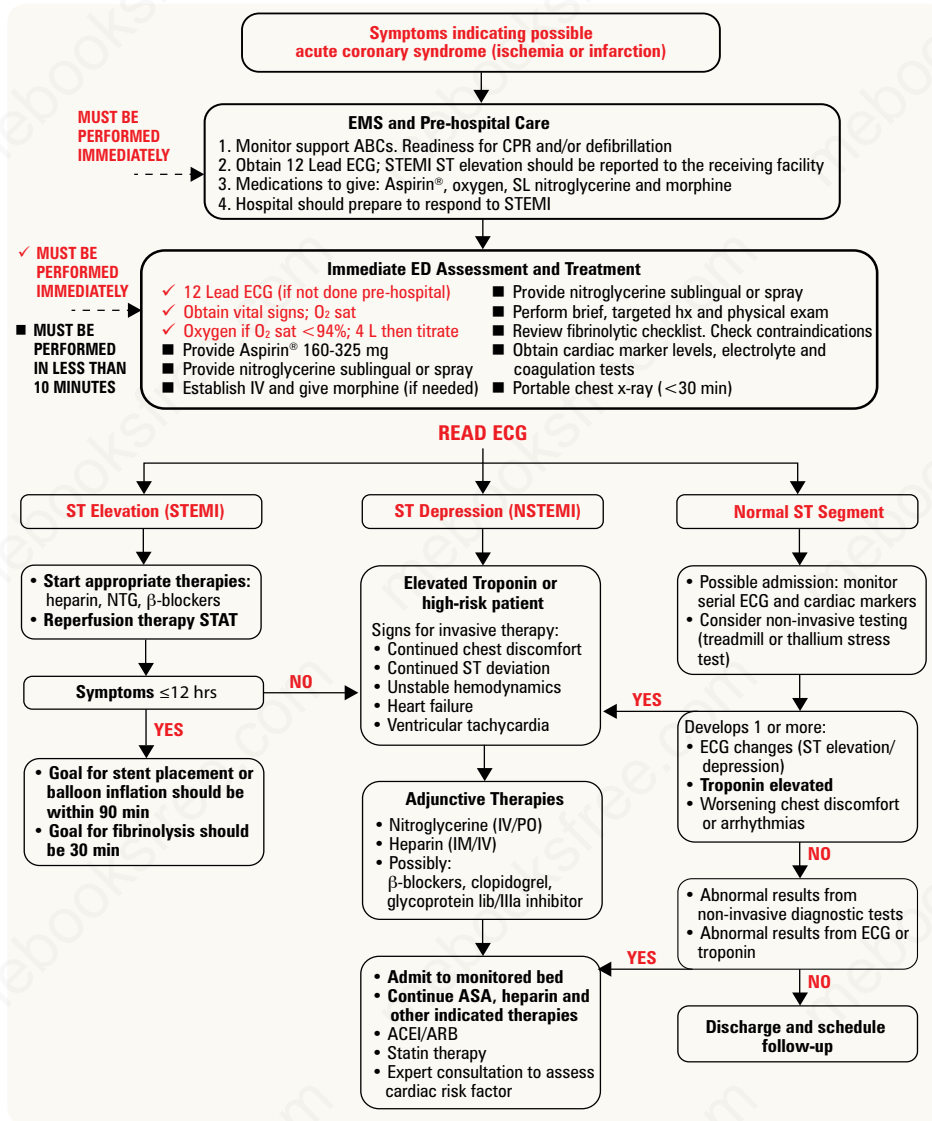 Symptoms indicating possible
acute coronary syndrome (ischemia or infarction)
MUST BE
PERFORMED
IMMEDIATELY
EMS and Pre-hospital Care
1. Monitor support ABCs. Readiness for CPR and/or defibrillation
2. Obtain 12 Lead ECG; STEMI ST elevation should be reported to the receiving facility
3. Medications to give: Aspirin®, oxygen, SL nitroglycerine and morphine
4. Hospital should prepare to respond to STEMI
✓ MUST BE
PERFORMED
IMMEDIATELY
■ MUST BE
PERFORMED
IN LESS THAN
10 MINUTES
Immediate ED Assessment and Treatment
✓ 12 Lead ECG (if not done pre-hospital)
✓ Obtain vital signs; O₂ sat
✓ Oxygen if O₂ sat <94%; 4 L then titrate
■ Provide Aspirin® 160-325 mg
■ Provide nitroglycerine sublingual or spray
■ Establish IV and give morphine (if needed)
■ Provide nitroglycerine sublingual or spray
■ Perform brief, targeted hx and physical exam
■ Review fibrinolytic checklist. Check contraindications
■ Obtain cardiac marker levels, electrolyte and
coagulation tests
■ Portable chest x-ray (<30 min)
READ ECG
ST Elevation (STEMI)
• Start appropriate therapies:
heparin, NTG, β-blockers
• Reperfusion therapy STAT
Symptoms ≤12 hrs
NO
YES
• Goal for stent placement or
balloon inflation should be
within 90 min
• Goal for fibrinolysis should
be 30 min
ST Depression (NSTEMI)
Elevated Troponin or
high-risk patient
Signs for invasive therapy:
• Continued chest discomfort
• Continued ST deviation
• Unstable hemodynamics
• Heart failure
• Ventricular tachycardia
Adjunctive Therapies
• Nitroglycerine (IV/PO)
• Heparin (IM/IV)
• Possibly:
β-blockers, clopidogrel,
glycoprotein lib/IIIa inhibitor
• Admit to monitored bed
• Continue ASA, heparin and
other indicated therapies
• ACEI/ARB
• Statin therapy
• Expert consultation to assess
cardiac risk factor
Normal ST Segment
• Possible admission: monitor
serial ECG and cardiac markers
• Consider non-invasive testing
(treadmill or thallium stress
test)
YES
Develops 1 or more:
• ECG changes (ST elevation/
depression)
• Troponin elevated
• Worsening chest discomfort
or arrhythmias
NO
• Abnormal results from
non-invasive diagnostic tests
• Abnormal results from ECG or
troponin
YES
NO
Discharge and schedule
follow-up
mebooksfree.com